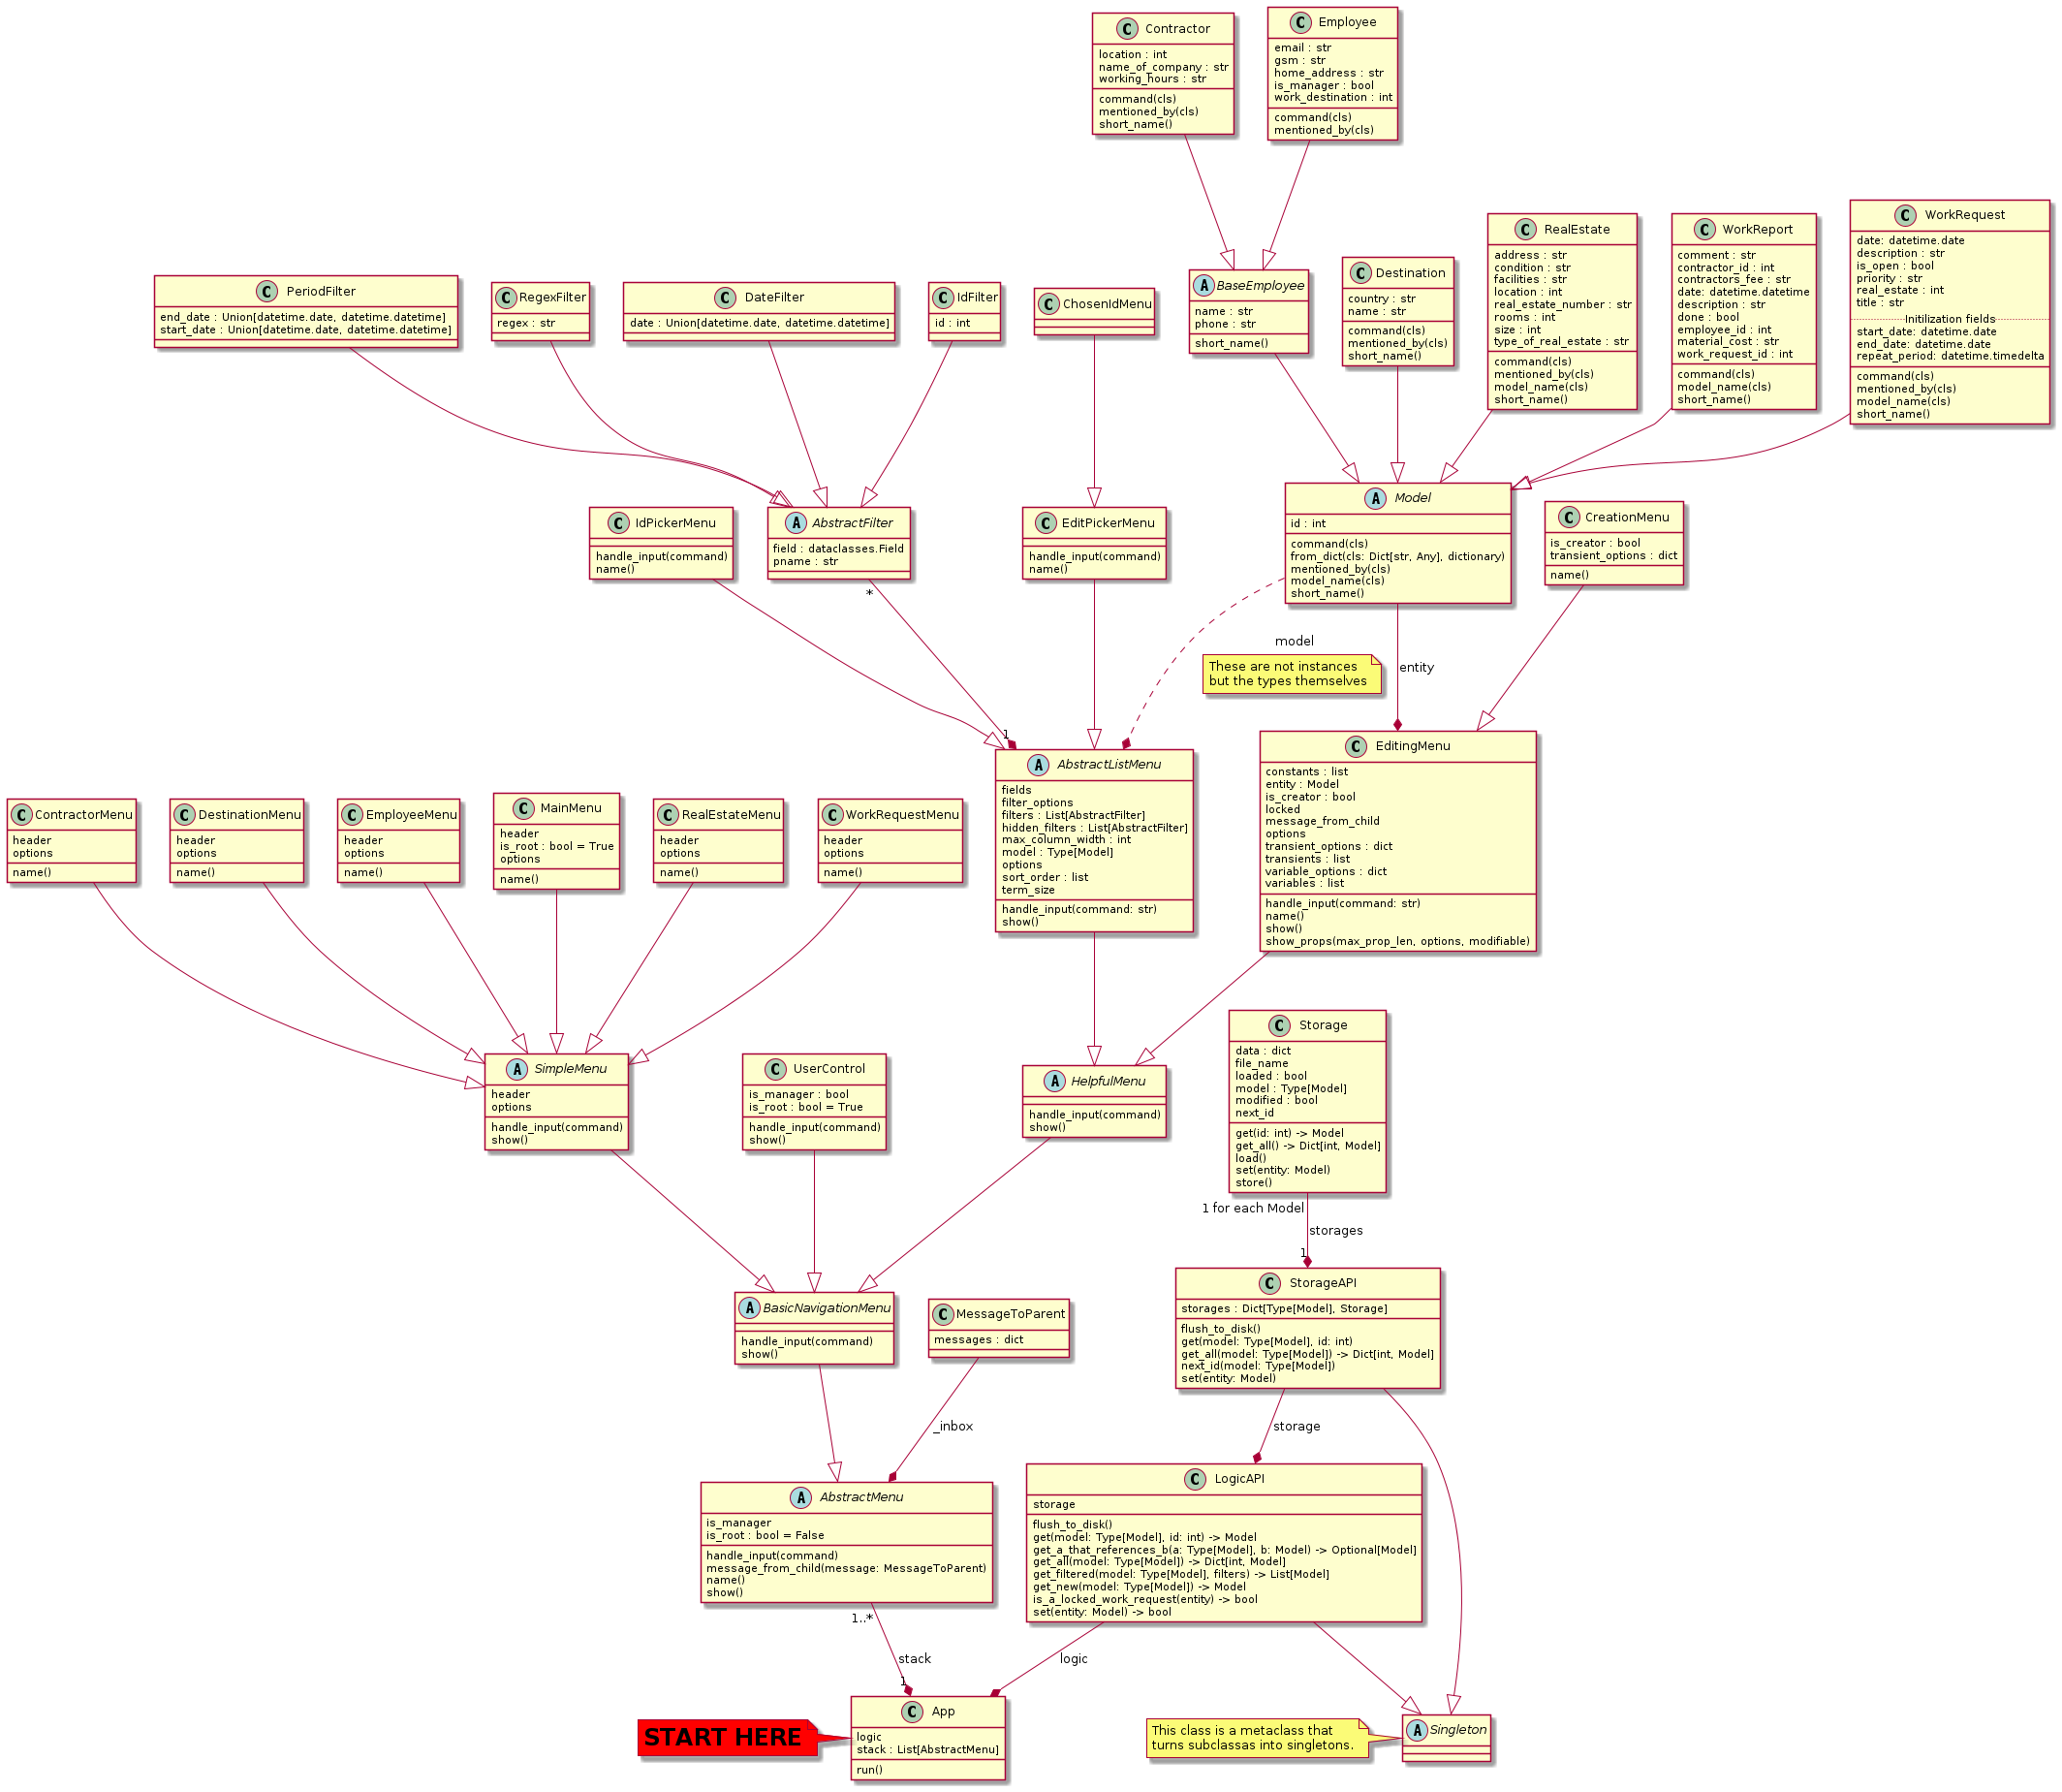 C Contractor
location : int
name_of_company : str
working_hours : str
command(cls)
mentioned_by(cls)
short_name()
C Employee
email : str
gsm : str
home_address : str
is_manager : bool
work_destination : int
command(cls)
mentioned_by(cls)
C PeriodFilter
end_date : Union[datetime.date, datetime.datetime]
start_date : Union[datetime.date, datetime.datetime]
C RegexFilter
regex : str
C DateFilter
date : Union[datetime.date, datetime.datetime]
C IdFilter
id : int
C ChosenIdMenu
A BaseEmployee
name : str
phone : str
short_name()
C Destination
country : str
name : str
command(cls)
mentioned_by(cls)
short_name()
C RealEstate
address : str
condition : str
facilities : str
location : int
real_estate_number : str
rooms : int
size : int
type_of_real_estate : str
command(cls)
mentioned_by(cls)
model_name(cls)
short_name()
C WorkReport
comment : str
contractor_id : int
contractors_fee : str
date: datetime.datetime
description : str
done : bool
employee_id : int
material_cost : str
work_request_id : int
command(cls)
model_name(cls)
short_name()
C WorkRequest
date: datetime.date
description : str
is_open : bool
priority : str
real_estate : int
title : str
Initilization fields
start_date: datetime.date
end_date: datetime.date
repeat_period: datetime.timedelta
command(cls)
mentioned_by(cls)
model_name(cls)
short_name()
C IdPickerMenu
handle_input(command)
name()
A AbstractFilter
field : dataclasses.Field
pname : str
C EditPickerMenu
handle_input(command)
name()
A Model
id : int
command(cls)
from_dict(cls: Dict[str, Any], dictionary)
mentioned_by(cls)
model_name(cls)
short_name()
C CreationMenu
is_creator : bool
transient_options : dict
name()
*
model
These are not instances
but the types themselves
entity
1
C ContractorMenu
header
options
name()
C DestinationMenu
header
options
name()
C EmployeeMenu
header
options
name()
C MainMenu
header
is_root : bool = True
options
name()
C RealEstateMenu
header
options
name()
C WorkRequestMenu
header
options
name()
A AbstractListMenu
fields
filter_options
filters : List[AbstractFilter]
hidden_filters : List[AbstractFilter]
max_column_width : int
model : Type[Model]
options
sort_order : list
term_size
handle_input(command: str)
show()
C EditingMenu
constants : list
entity : Model
is_creator : bool
locked
message_from_child
options
transient_options : dict
transients : list
variable_options : dict
variables : list
handle_input(command: str)
name()
show()
show_props(max_prop_len, options, modifiable)
A SimpleMenu
header
options
handle_input(command)
show()
C UserControl
is_manager : bool
is_root : bool = True
handle_input(command)
show()
A HelpfulMenu
handle_input(command)
show()
C Storage
data : dict
file_name
loaded : bool
model : Type[Model]
modified : bool
next_id
get(id: int) -> Model
get_all() -> Dict[int, Model]
load()
set(entity: Model)
store()
1 for each Model
storages
1
A BasicNavigationMenu
handle_input(command)
show()
C MessageToParent
messages : dict
C StorageAPI
storages : Dict[Type[Model], Storage]
flush_to_disk()
get(model: Type[Model], id: int)
get_all(model: Type[Model]) -> Dict[int, Model]
next_id(model: Type[Model])
set(entity: Model)
_inbox
storage
A AbstractMenu
is_manager
is_root : bool = False
handle_input(command)
message_from_child(message: MessageToParent)
name()
show()
C LogicAPI
storage
flush_to_disk()
get(model: Type[Model], id: int) -> Model
get_a_that_references_b(a: Type[Model], b: Model) -> Optional[Model]
get_all(model: Type[Model]) -> Dict[int, Model]
get_filtered(model: Type[Model], filters) -> List[Model]
get_new(model: Type[Model]) -> Model
is_a_locked_work_request(entity) -> bool
set(entity: Model) -> bool
1..*
stack
1
logic
START HERE
C App
logic
stack : List[AbstractMenu]
run()
This class is a metaclass that
turns subclassas into singletons.
A Singleton